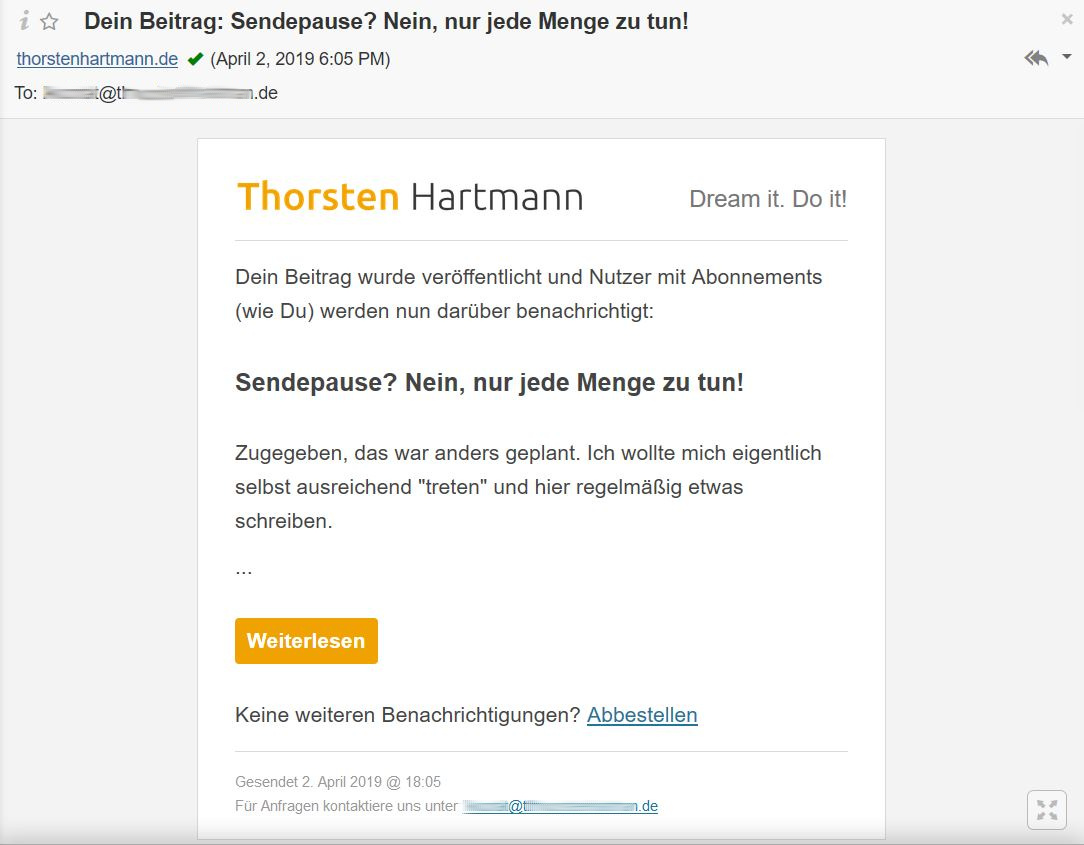 Dein Beitrag: Sendepause? Nein, nur jede Menge zu tun!
thorstenhartmann.de (April 2, 2019 6:05 PM)
To: @t .de
Thorsten Hartmann
Dream it. Do it!
Dein Beitrag wurde veröffentlicht und Nutzer mit Abonnements
(wie Du) werden nun darüber benachrichtigt:
Sendepause? Nein, nur jede Menge zu tun!
Zugegeben, das war anders geplant. Ich wollte mich eigentlich
selbst ausreichend "treten" und hier regelmäßig etwas
schreiben.
...
Weiterlesen
Keine weiteren Benachrichtigungen? Abbestellen
Gesendet 2. April 2019 @ 18:05
Für Anfragen kontaktiere uns unter @t .de